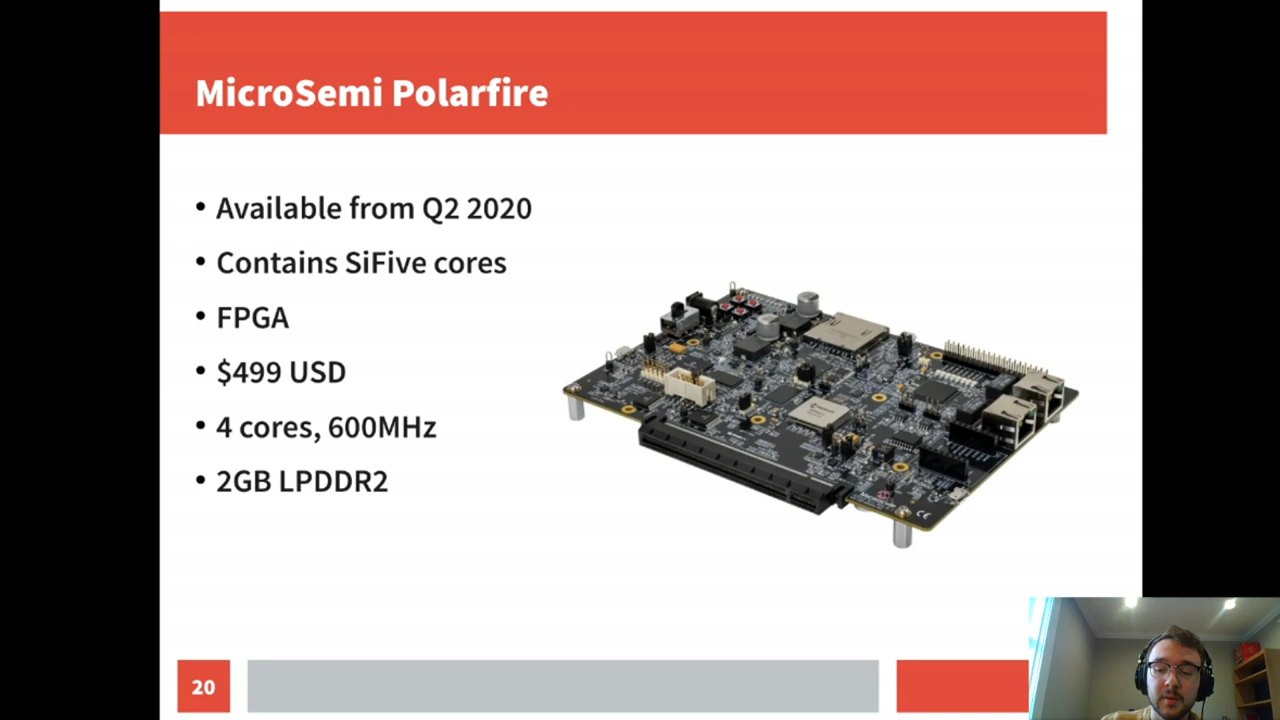 MicroSemi Polarfire
• Available from Q2 2020
• Contains SiFive cores
• FPGA
• $499 USD
• 4 cores, 600MHz
• 2GB LPDDR2
20